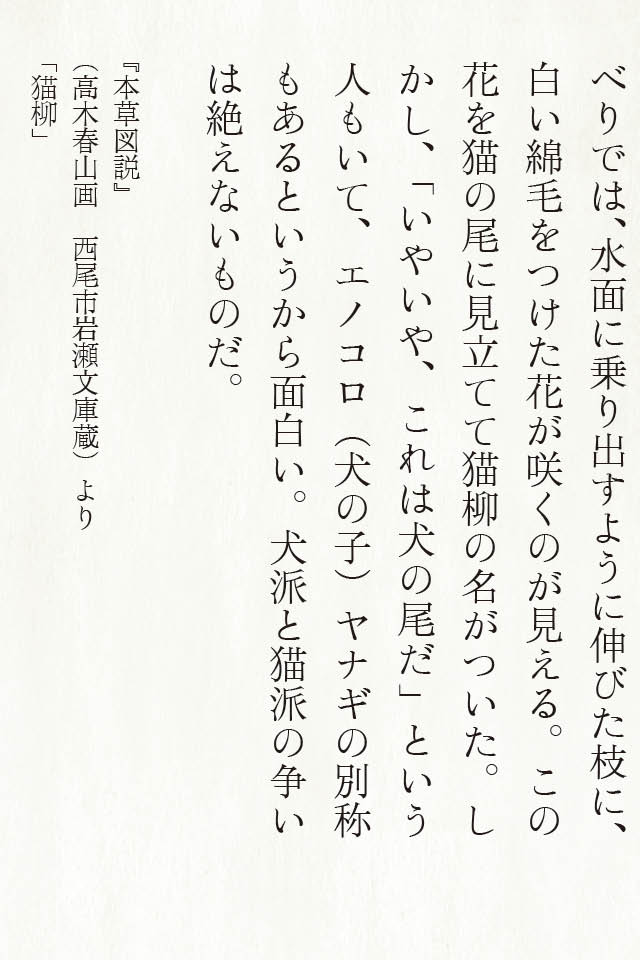 べりでは、水面に乗り出すように伸びた枝に、
白い綿毛をつけた花が咲くのが見える。この
花を猫の尾に見立てて猫柳の名がついた。し
かし、「いやいや、これは犬の尾だ」という
人もいて、エノコロ（犬の子）ヤナギの別称
もあるというから面白い。犬派と猫派の争い
は絶えないものだ。
『本草図説』
（高木春山画　西尾市岩瀬文庫蔵）より
「猫柳」